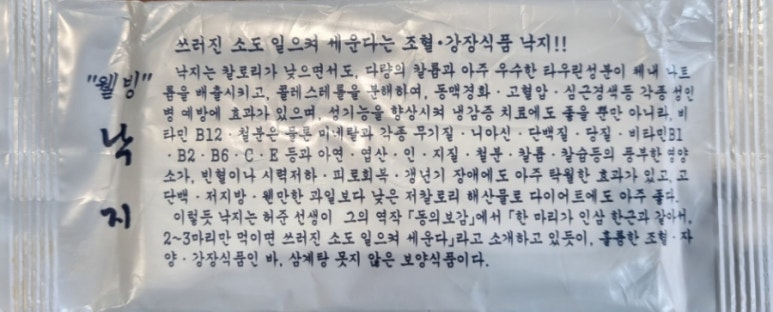 "웰빙"
낙
지
쓰러진 소도 일으켜 세운다는 조혈·강장식품 낙지!!
낙지는 칼로리가 낮으면서도, 다량의 칼륨과 아주 우수한 타우린성분이 체내 나트
륨을 배출시키고, 콜레스테롤을 분해하여, 동맥경화·고혈압·심근경색등 각종 성인
병 예방에 효과가 있으며, 성기능을 향상시켜 냉감증 치료에도 좋을 뿐만 아니라, 비
타민 B12·철분은 물론 미네랄과 각종 무기질·니아신·단백질·당질·비타민B1
·B2·B6·C·E 등과 아연·엽산·인·지질·철분·칼륨·칼슘등의 풍부한 영양
소가, 빈혈이나 시력저하·피로회복·갱년기 장애에도 아주 탁월한 효과가 있고, 고
단백·저지방·웬만한 과일보다 낮은 저칼로리 해산물로 다이어트에도 아주 좋다.
이렇듯 낙지는 허준 선생이 그의 역작 「동의보감」에서 「한 마리가 인삼 한근과 같아서,
2~3마리만 먹이면 쓰러진 소도 일으켜 세운다」라고 소개하고 있듯이, 훌륭한 조혈·자
양·강장식품인 바, 삼계탕 못지 않은 보양식품이다.